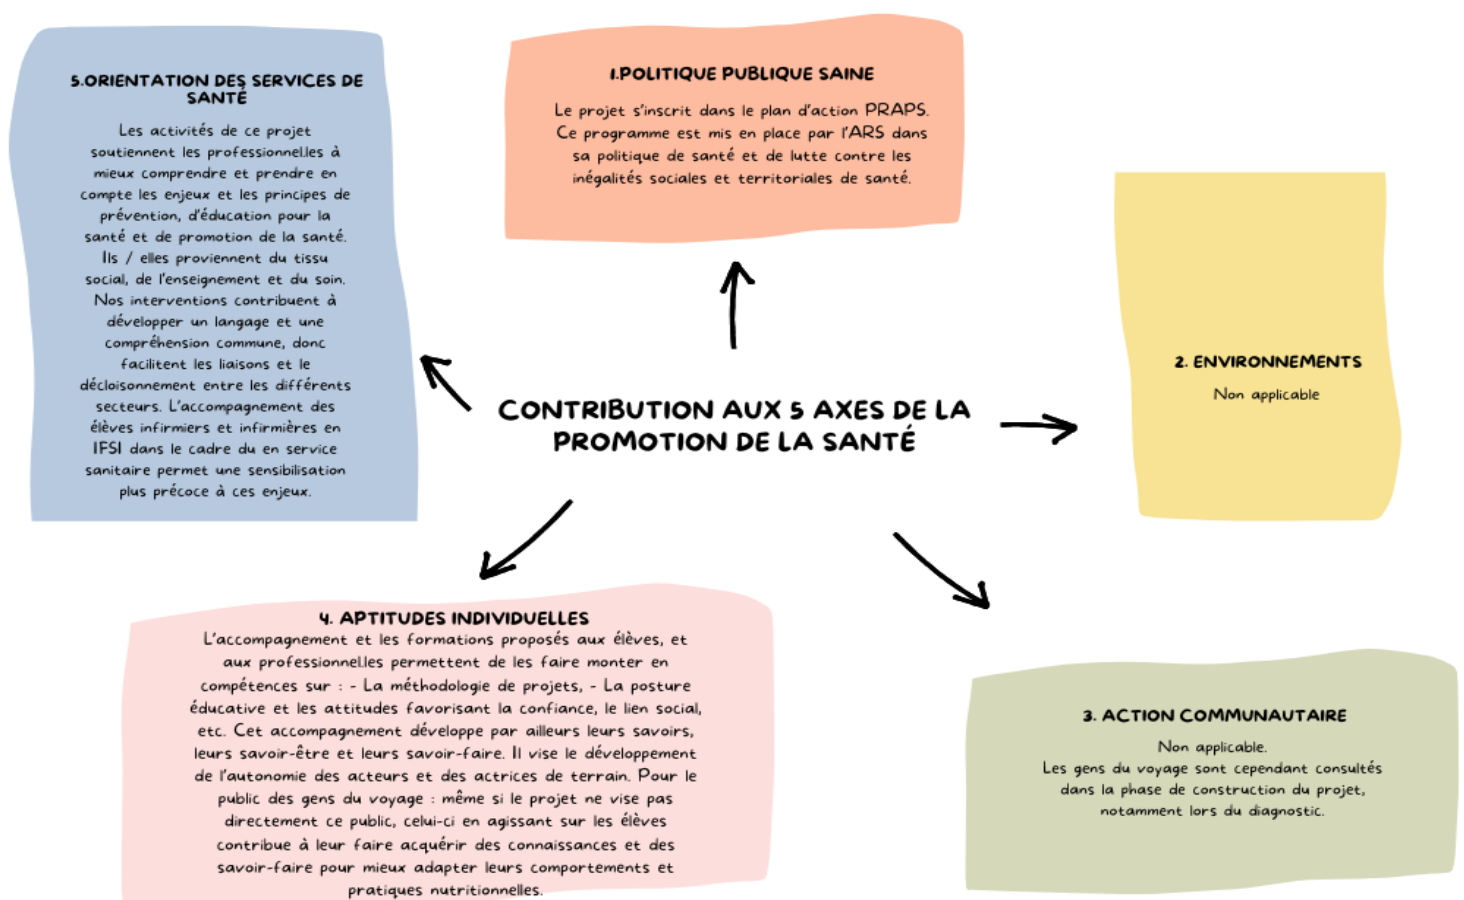 CONTRIBUTION AUX 5 AXES DE LA
PROMOTION DE LA SANTÉ
1.POLITIQUE PUBLIQUE SAINE
Le projet s'inscrit dans le plan d'action PRAPS.
Ce programme est mis en place par l'ARS dans
sa politique de santé et de lutte contre les
inégalités sociales et territoriales de santé.
2. ENVIRONNEMENTS
Non applicable
3. ACTION COMMUNAUTAIRE
Non applicable.
Les gens du voyage sont cependant consultés
dans la phase de construction du projet,
notamment lors du diagnostic.
4. APTITUDES INDIVIDUELLES
L'accompagnement et les formations proposés aux élèves, et
aux professionnel.les permettent de les faire monter en
compétences sur : - La méthodologie de projets, - La posture
éducative et les attitudes favorisant la confiance, le lien social,
etc. Cet accompagnement développe par ailleurs leurs savoirs,
leurs savoir-être et leurs savoir-faire. Il vise le développement
de l'autonomie des acteurs et des actrices de terrain. Pour le
public des gens du voyage : même si le projet ne vise pas
directement ce public, celui-ci en agissant sur les élèves
contribue à leur faire acquérir des connaissances et des
savoir-faire pour mieux adapter leurs comportements et
pratiques nutritionnelles.
5.ORIENTATION DES SERVICES DE
SANTÉ
Les activités de ce projet
soutiennent les professionnel.les à
mieux comprendre et prendre en
compte les enjeux et les principes de
prévention, d'éducation pour la
santé et de promotion de la santé.
Ils / elles proviennent du tissu
social, de l'enseignement et du soin.
Nos interventions contribuent à
développer un langage et une
compréhension commune, donc
facilitent les liaisons et le
décloisonnement entre les différents
secteurs. L'accompagnement des
élèves infirmiers et infirmières en
IFSI dans le cadre du en service
sanitaire permet une sensibilisation
plus précoce à ces enjeux.